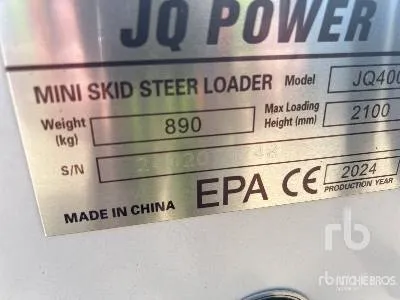 JQ POWER
MINI SKID STEER LOADER Model JQ400
Weight (kg) 890 Max Loading Height (mm) 2100
S/N
EPA CE 2024
MADE IN CHINA PRODUCTION YEAR
rb
rb RITCHIE BROS.